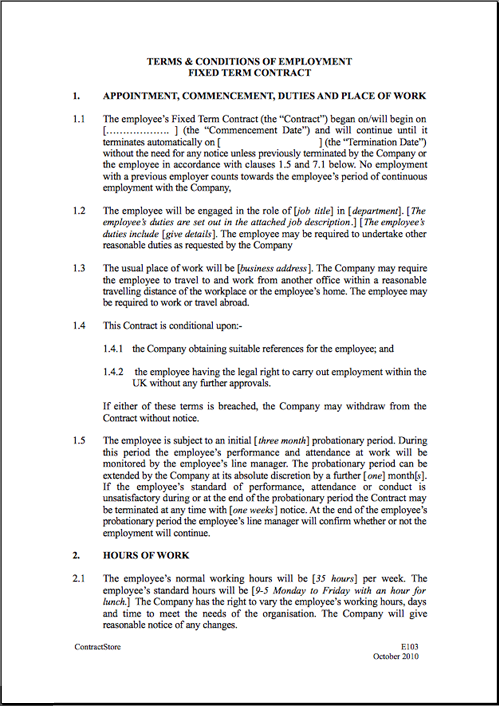 TERMS & CONDITIONS OF EMPLOYMENT
FIXED TERM CONTRACT
1. APPOINTMENT, COMMENCEMENT, DUTIES AND PLACE OF WORK
1.1 The employee's Fixed Term Contract (the “Contract”) began on/will begin on
[………………. ] (the “Commencement Date”) and will continue until it
terminates automatically on [ ] (the “Termination Date”)
without the need for any notice unless previously terminated by the Company or
the employee in accordance with clauses 1.5 and 7.1 below. No employment
with a previous employer counts towards the employee's period of continuous
employment with the Company,
1.2 The employee will be engaged in the role of [job title] in [department]. [The
employee's duties are set out in the attached job description.] [The employee's
duties include [give details]. The employee may be required to undertake other
reasonable duties as requested by the Company
1.3 The usual place of work will be [business address]. The Company may require
the employee to travel to and work from another office within a reasonable
travelling distance of the workplace or the employee's home. The employee may
be required to work or travel abroad.
1.4 This Contract is conditional upon:-
1.4.1 the Company obtaining suitable references for the employee; and
1.4.2 the employee having the legal right to carry out employment within the
UK without any further approvals.
If either of these terms is breached, the Company may withdraw from the
Contract without notice.
1.5 The employee is subject to an initial [three month] probationary period. During
this period the employee's performance and attendance at work will be
monitored by the employee's line manager. The probationary period can be
extended by the Company at its absolute discretion by a further [one] month[s].
If the employee's standard of performance, attendance or conduct is
unsatisfactory during or at the end of the probationary period the Contract may
be terminated at any time with [one weeks] notice. At the end of the employee's
probationary period the employee's line manager will confirm whether or not the
employment will continue.
2. HOURS OF WORK
2.1 The employee's normal working hours will be [35 hours] per week. The
employee's standard hours will be [9-5 Monday to Friday with an hour for
lunch.] The Company has the right to vary the employee's working hours, days
and time to meet the needs of the organisation. The Company will give
reasonable notice of any changes.
ContractStore E103
October 2010